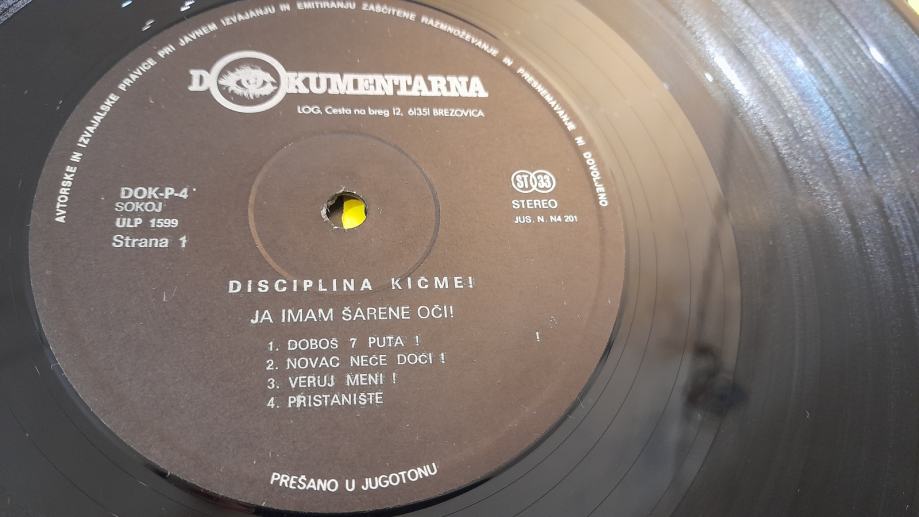 AVTORSKE IN IZVAJALSKE PRAVICE PRI JAVNEM IZVAJANJU IN EMITIRANJU ZAŠČITENE RAZMNOŽEVANJE IN PRESNEMAVANJE NI DOVOLJENO
DOKUMENTARNA
LOG, Cesta na breg 12, 61351 BREZOVICA
DOK-P-4
SOKOJ
ULP 1599
Strana 1
ST 33
STEREO
JUS. N. N4 201
DISCIPLINA KIČME!
JA IMAM ŠARENE OČI!
1. DOBOŠ 7 PUTA ! !
2. NOVAC NEĆE DOĆI !
3. VERUJ MENI !
4. PRISTANIŠTE
PREŠANO U JUGOTONU